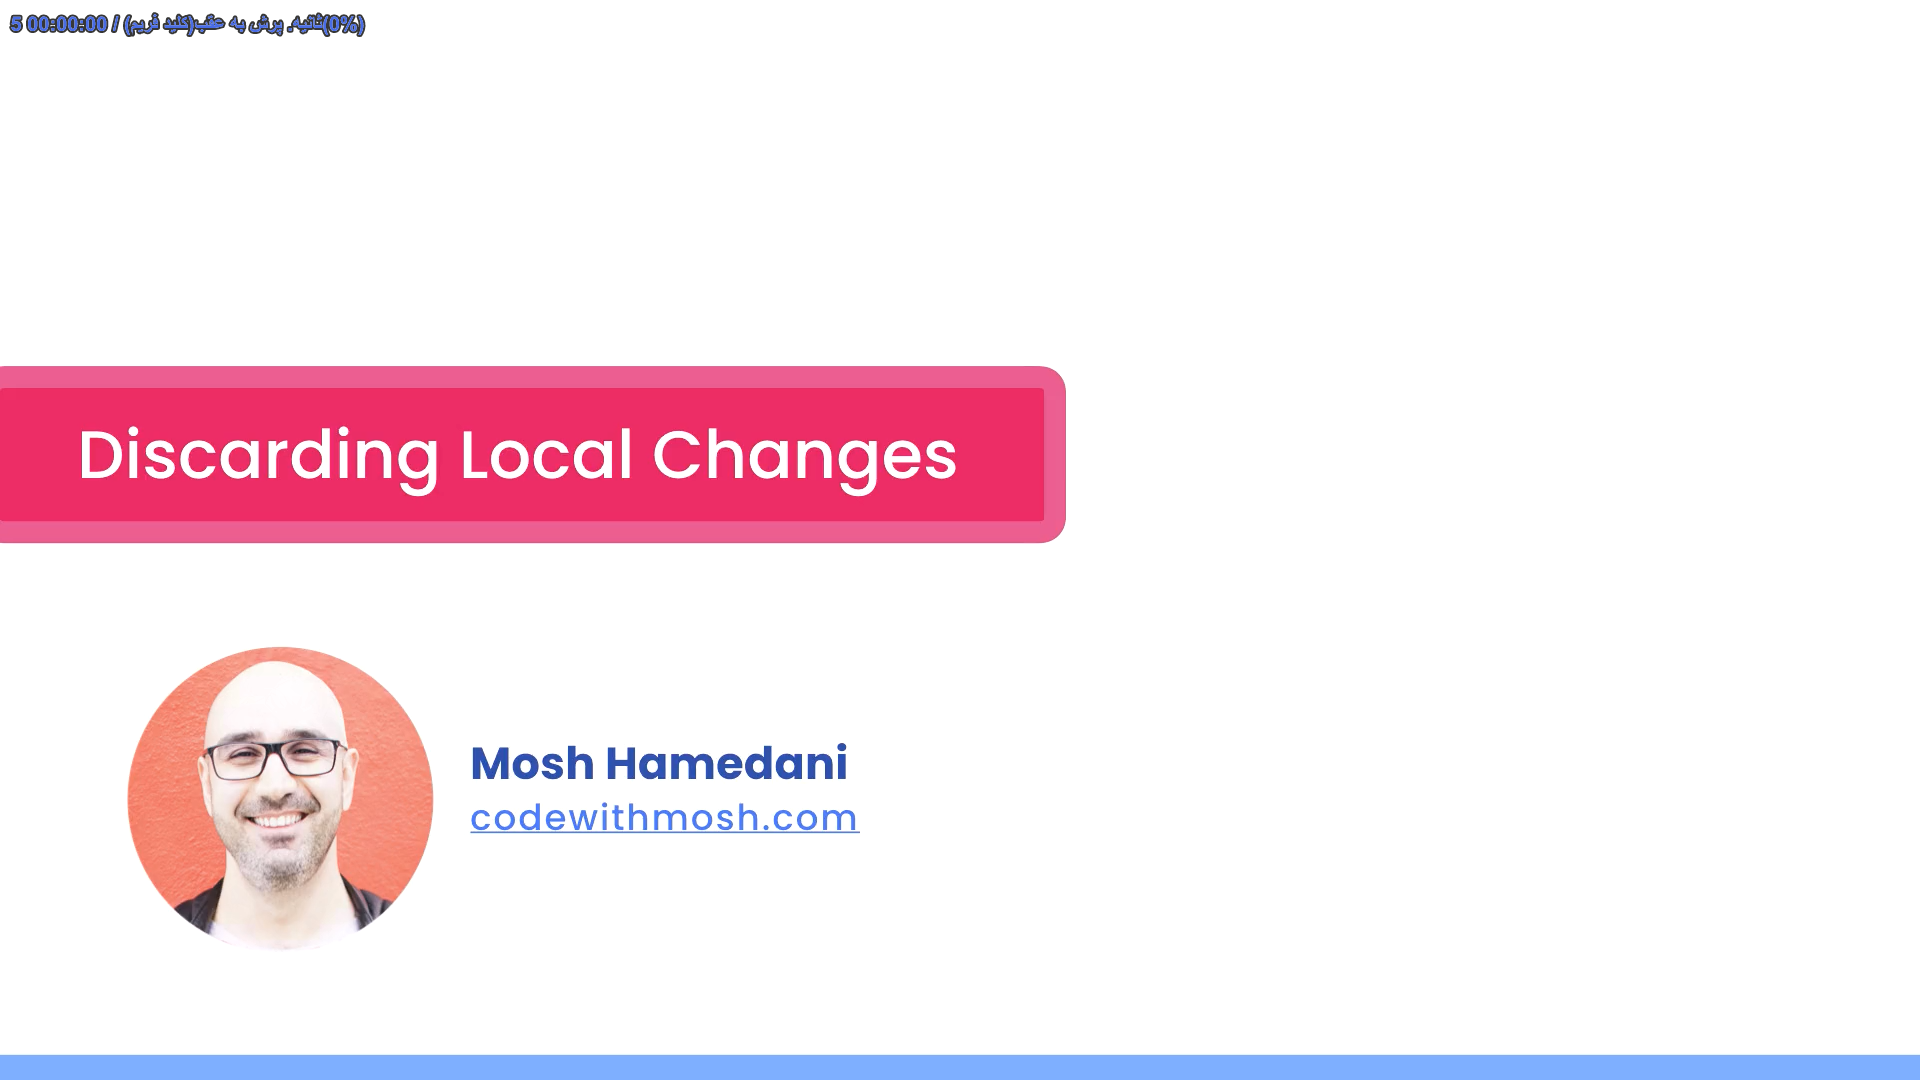 5 ثانیه. پرش به عقب(کلید فریم) / 00:00:00 (0%)
Discarding Local Changes
Mosh Hamedani
codewithmosh.com